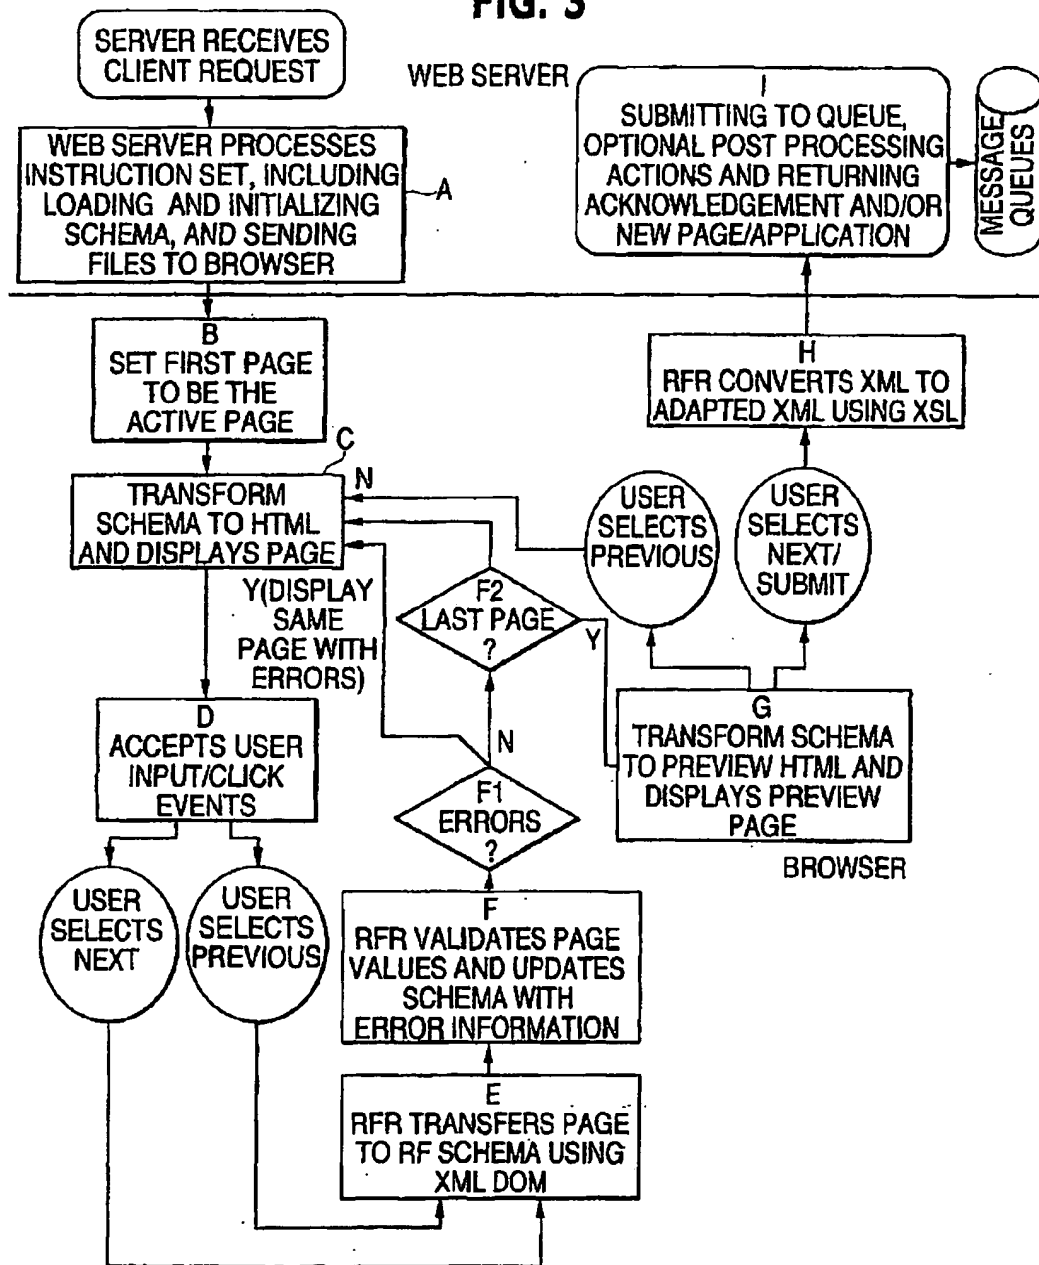 FIG. 3
SERVER RECEIVES
CLIENT REQUEST
WEB SERVER PROCESSES
INSTRUCTION SET, INCLUDING
LOADING AND INITIALIZING
SCHEMA, AND SENDING
FILES TO BROWSER
A
WEB SERVER
I
SUBMITTING TO QUEUE,
OPTIONAL POST PROCESSING
ACTIONS AND RETURNING
ACKNOWLEDGEMENT AND/OR
NEW PAGE/APPLICATION
MESSAGE
QUEUES
B
SET FIRST PAGE
TO BE THE
ACTIVE PAGE
H
RFR CONVERTS XML TO
ADAPTED XML USING XSL
C
TRANSFORM
SCHEMA TO HTML
AND DISPLAYS PAGE
N
USER
SELECTS
PREVIOUS
USER
SELECTS
NEXT/
SUBMIT
Y(DISPLAY
SAME
PAGE WITH
ERRORS)
F2
LAST PAGE
?
Y
D
ACCEPTS USER
INPUT/CLICK
EVENTS
N
G
TRANSFORM SCHEMA
TO PREVIEW HTML AND
DISPLAYS PREVIEW
PAGE
F1
ERRORS
?
BROWSER
USER
SELECTS
NEXT
USER
SELECTS
PREVIOUS
F
RFR VALIDATES PAGE
VALUES AND UPDATES
SCHEMA WITH
ERROR INFORMATION
E
RFR TRANSFERS PAGE
TO RF SCHEMA USING
XML DOM